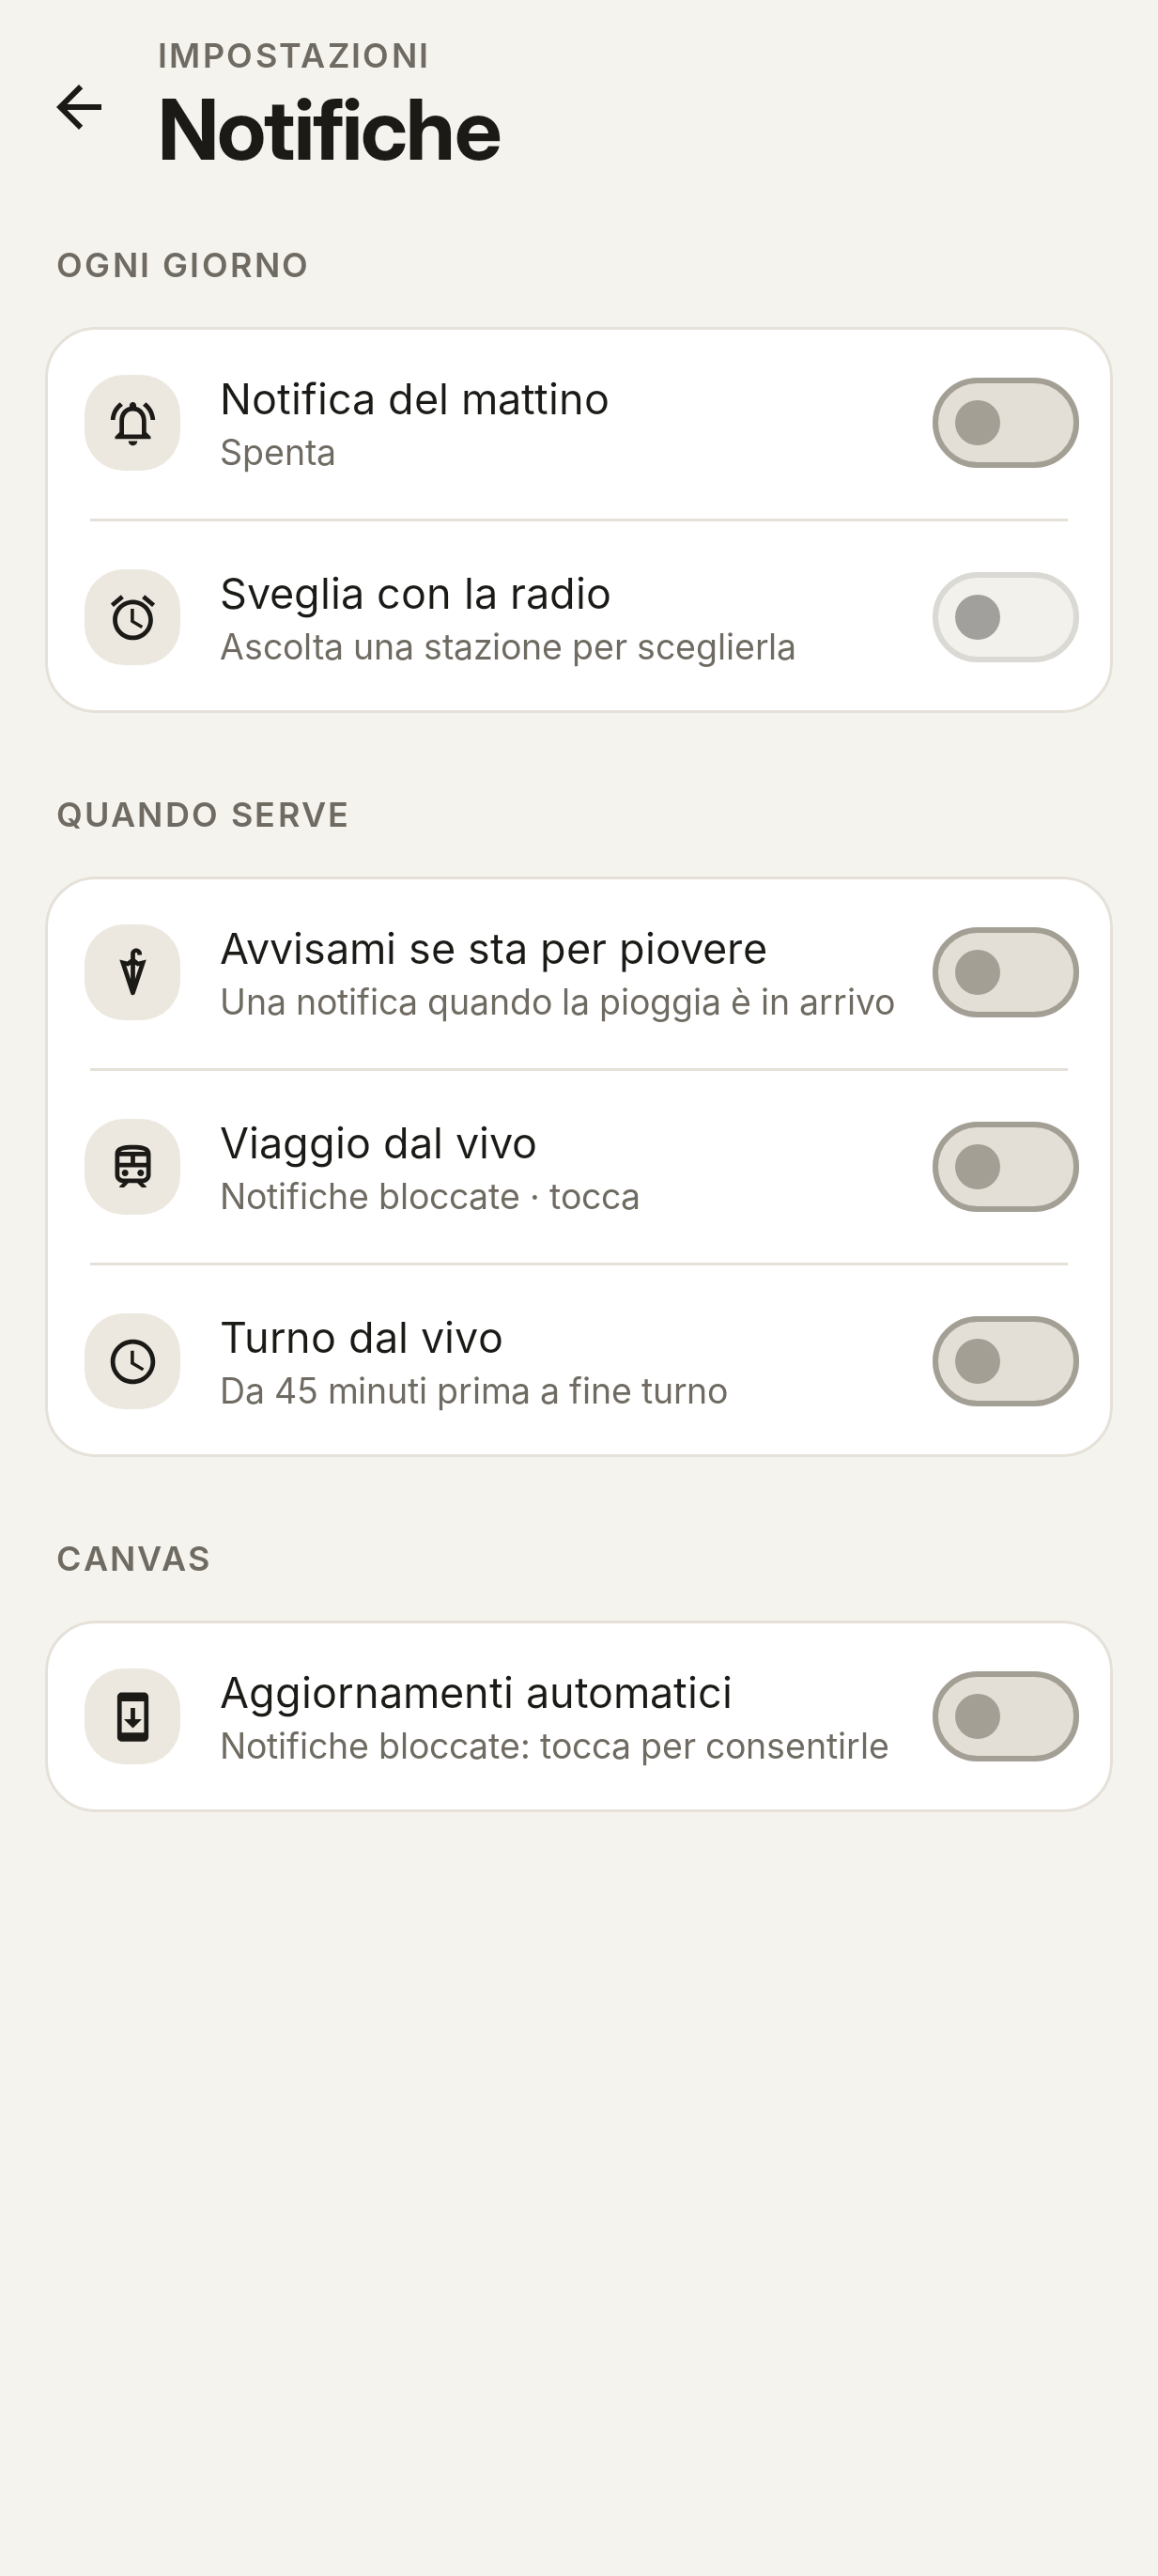 IMPOSTAZIONI
Notifiche
OGNI GIORNO
Notifica del mattino
Spenta
Sveglia con la radio
Ascolta una stazione per sceglierla
QUANDO SERVE
Avvisami se sta per piovere
Una notifica quando la pioggia è in arrivo
Viaggio dal vivo
Notifiche bloccate · tocca
Turno dal vivo
Da 45 minuti prima a fine turno
CANVAS
Aggiornamenti automatici
Notifiche bloccate: tocca per consentirle